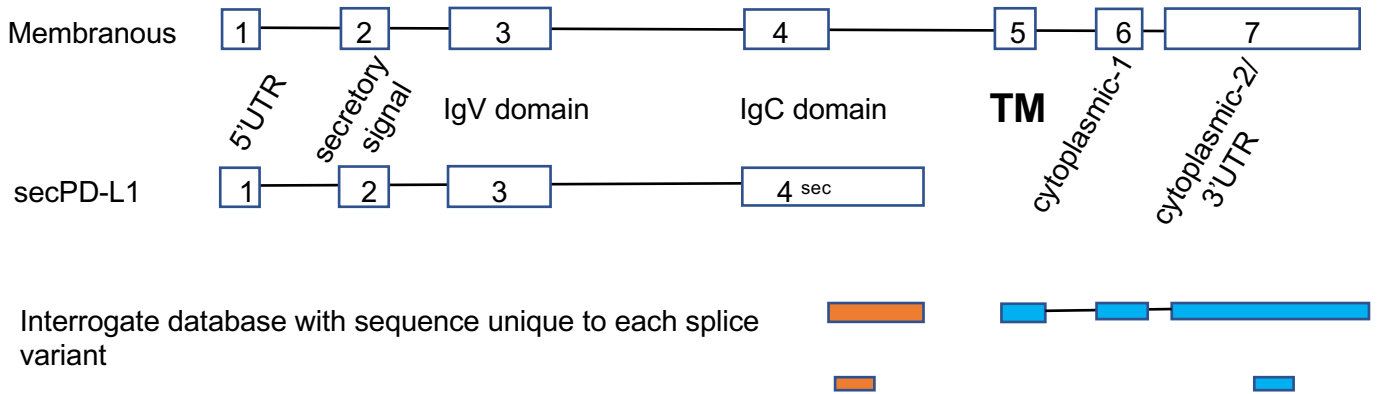 Membranous 1 2 3 4 5 6 7
5'UTR
secretory
signal
IgV domain
IgC domain
TM
cytoplasmic-1
cytoplasmic-2/
3'UTR
secPD-L1 1 2 3 4 sec
Interrogate database with sequence unique to each splice
variant